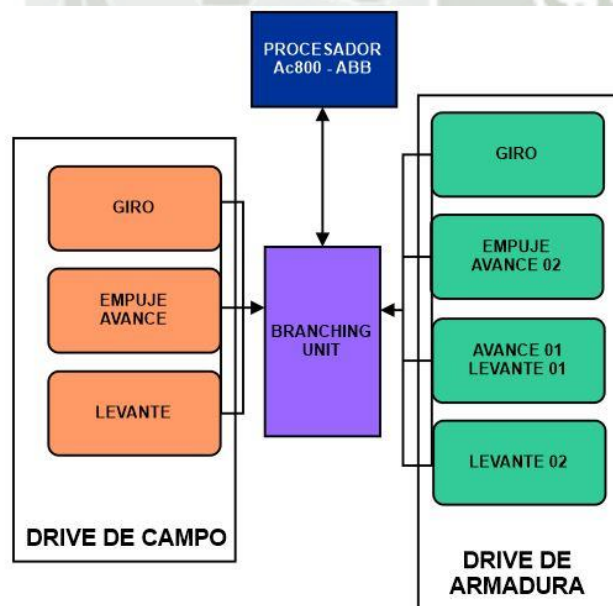 PROCESADOR
Ac800 - ABB
GIRO
EMPUJE
AVANCE
LEVANTE
DRIVE DE CAMPO
BRANCHING
UNIT
GIRO
EMPUJE
AVANCE 02
AVANCE 01
LEVANTE 01
LEVANTE 02
DRIVE DE
ARMADURA